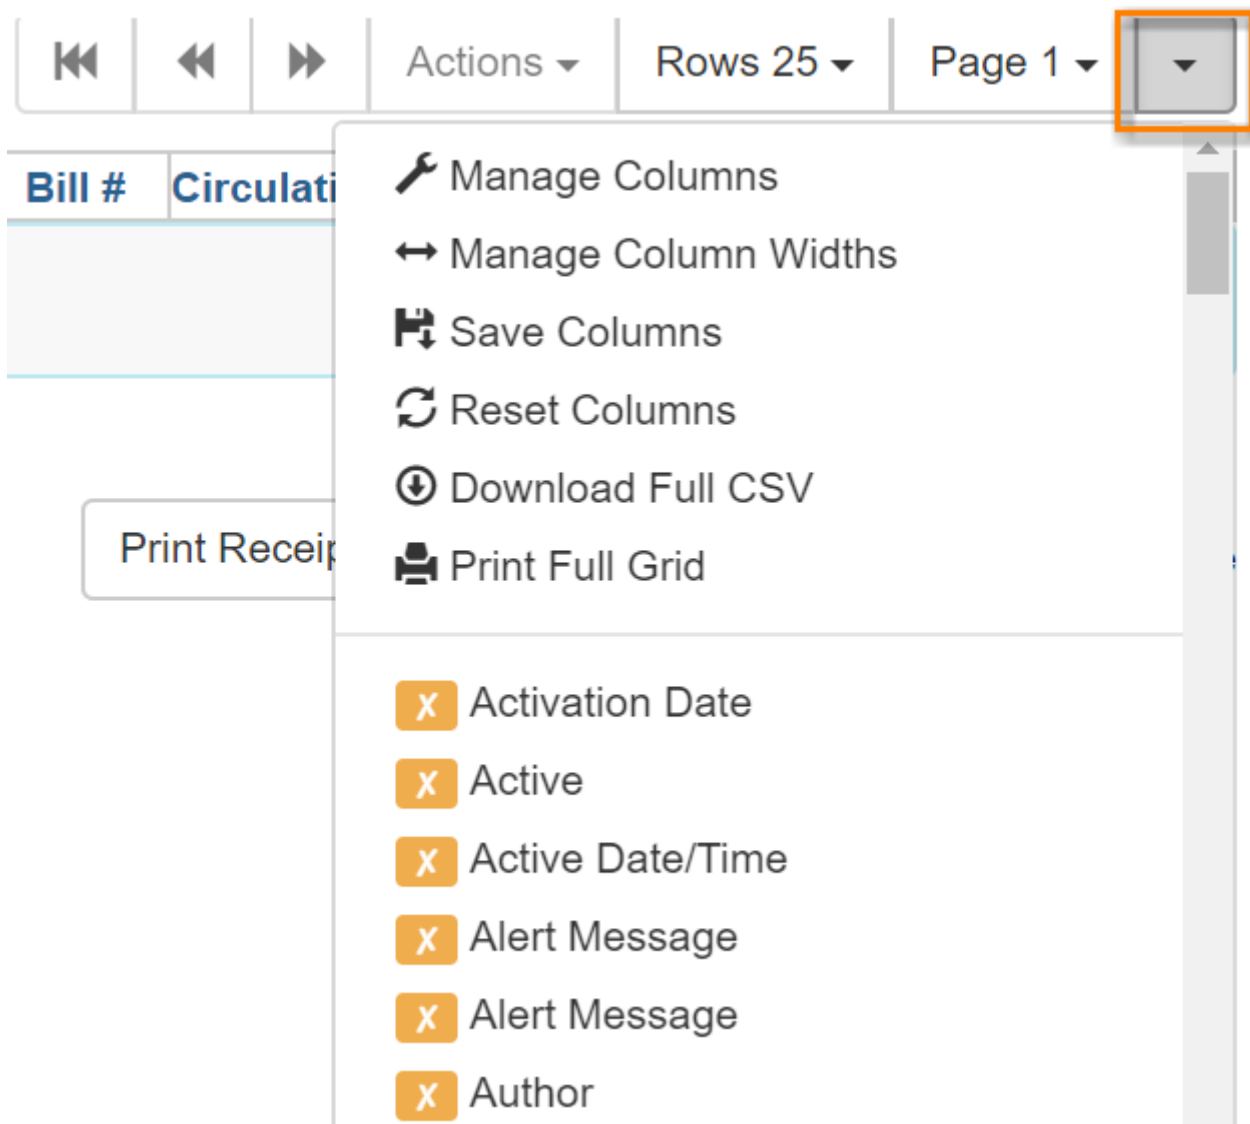 Actions Rows 25 Page 1
Bill # Circulati
Manage Columns
Manage Column Widths
Save Columns
Reset Columns
Download Full CSV
Print Receip
Print Full Grid
X Activation Date
X Active
X Active Date/Time
X Alert Message
X Alert Message
X Author